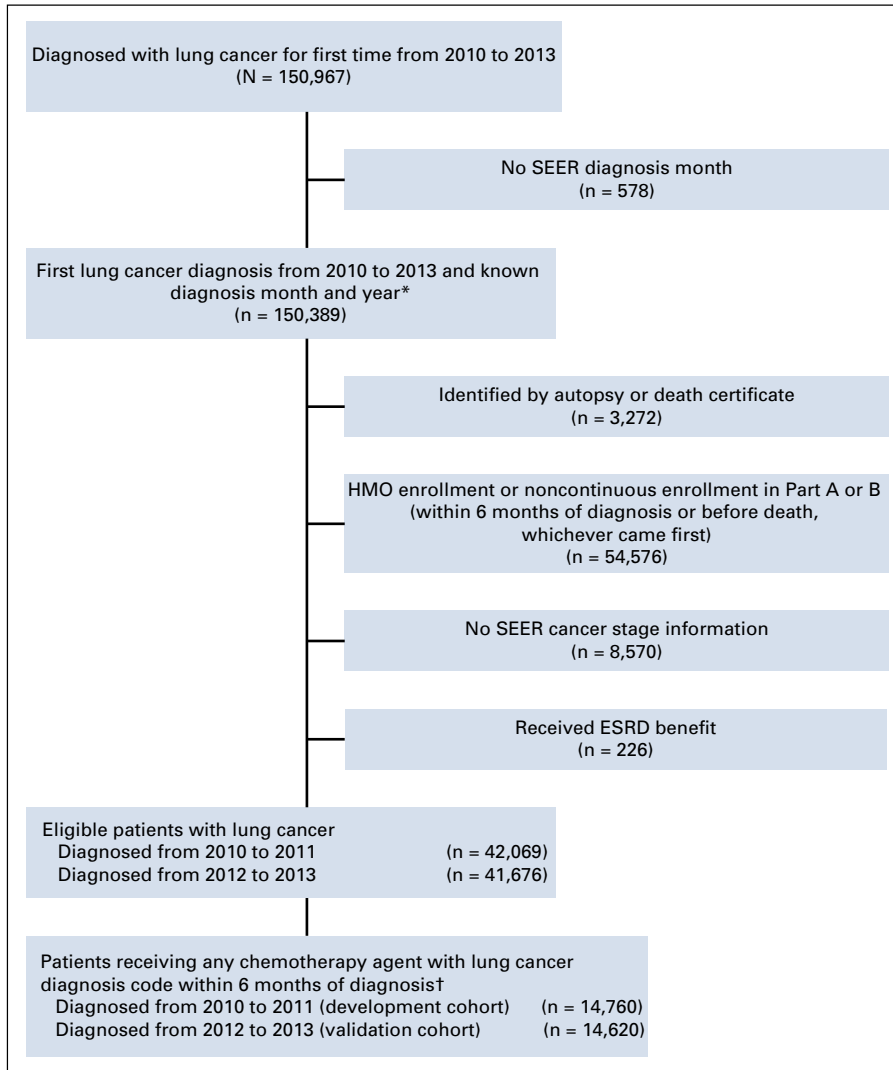 Diagnosed with lung cancer for first time from 2010 to 2013
(N = 150,967)
No SEER diagnosis month
(n = 578)
First lung cancer diagnosis from 2010 to 2013 and known
diagnosis month and year*
(n = 150,389)
Identified by autopsy or death certificate
(n = 3,272)
HMO enrollment or noncontinuous enrollment in Part A or B
(within 6 months of diagnosis or before death,
whichever came first)
(n = 54,576)
No SEER cancer stage information
(n = 8,570)
Received ESRD benefit
(n = 226)
Eligible patients with lung cancer
Diagnosed from 2010 to 2011 (n = 42,069)
Diagnosed from 2012 to 2013 (n = 41,676)
Patients receiving any chemotherapy agent with lung cancer
diagnosis code within 6 months of diagnosis†
Diagnosed from 2010 to 2011 (development cohort) (n = 14,760)
Diagnosed from 2012 to 2013 (validation cohort) (n = 14,620)